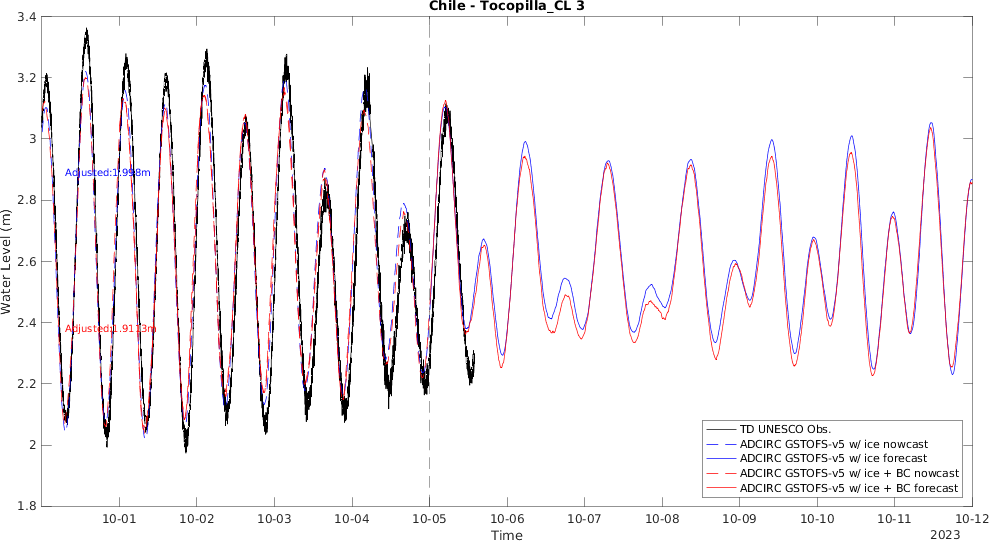 Chile - Tocopilla_CL 3
3.4
3.2
3
2.8
2.6
2.4
2.2
2
1.8
Water Level (m)
Adjusted:1.998m
Adjusted:1.9113m
TD UNESCO Obs.
ADCIRC GSTOFS-v5 w/ ice nowcast
ADCIRC GSTOFS-v5 w/ ice forecast
ADCIRC GSTOFS-v5 w/ ice + BC nowcast
ADCIRC GSTOFS-v5 w/ ice + BC forecast
10-01 10-02 10-03 10-04 10-05 10-06 10-07 10-08 10-09 10-10 10-11 10-12
Time
2023